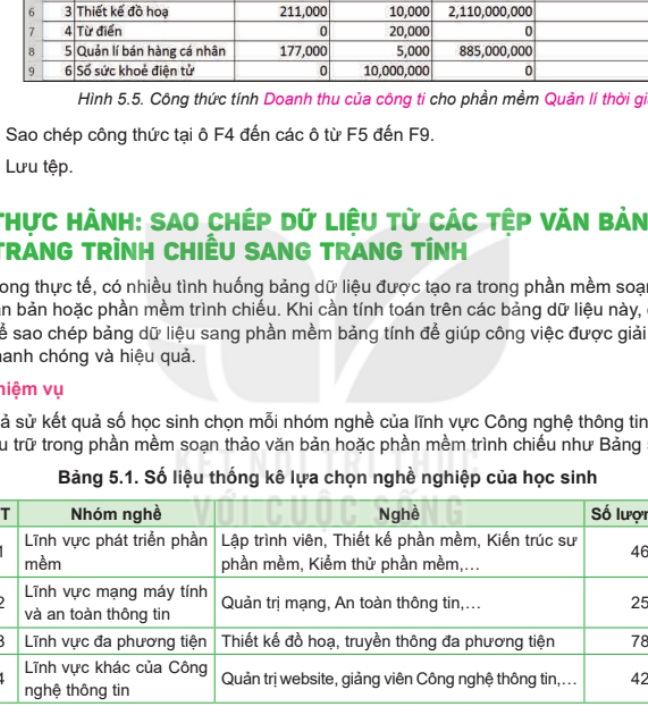 6 3 Thiết kế đồ hoạ 211,000 10,000 2,110,000,000
7 4 Từ điển 0 20,000 0
8 5 Quản lí bán hàng cá nhân 177,000 5,000 885,000,000
9 6 Sổ sức khoẻ điện tử 0 10,000,000 0
Hình 5.5. Công thức tính Doanh thu của công ti cho phần mềm Quản lí thời gi
Sao chép công thức tại ô F4 đến các ô từ F5 đến F9.
Lưu tệp.
THỰC HÀNH: SAO CHÉP DỮ LIỆU TỪ CÁC TỆP VĂN BẢN
TRANG TRÌNH CHIẾU SANG TRANG TÍNH
ong thực tế, có nhiều tình huống bảng dữ liệu được tạo ra trong phần mềm soạn
n bản hoặc phần mềm trình chiếu. Khi cần tính toán trên các bảng dữ liệu này,
ể sao chép bảng dữ liệu sang phần mềm bảng tính để giúp công việc được giải
hanh chóng và hiệu quả.
hiệm vụ
ả sử kết quả số học sinh chọn mỗi nhóm nghề của lĩnh vực Công nghệ thông tin
u trữ trong phần mềm soạn thảo văn bản hoặc phần mềm trình chiếu như Bảng
KẾT NỐI TRI THỨC
VỚI CUỘC SỐNG
Bảng 5.1. Số liệu thống kê lựa chọn nghề nghiệp của học sinh
T Nhóm nghề Nghề Số lượn
1 Lĩnh vực phát triển phần mềm Lập trình viên, Thiết kế phần mềm, Kiến trúc sư
phần mềm, Kiểm thử phần mềm,... 46
2 Lĩnh vực mạng máy tính
và an toàn thông tin Quản trị mạng, An toàn thông tin,... 25
3 Lĩnh vực đa phương tiện Thiết kế đồ hoạ, truyền thông đa phương tiện 78
4 Lĩnh vực khác của Công
nghệ thông tin Quản trị website, giảng viên Công nghệ thông tin,... 42